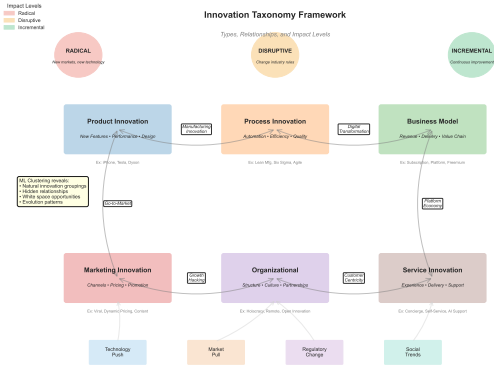 Impact Levels
Radical
Disruptive
Incremental
Innovation Taxonomy Framework
Types, Relationships, and Impact Levels
RADICAL
New markets, new technology
DISRUPTIVE
Change industry rules
INCREMENTAL
Continuous improvement
Product Innovation
New Features • Performance • Design
Manufacturing
Innovation
Process Innovation
Automation • Efficiency • Quality
Digital
Transformation
Business Model
Revenue • Delivery • Value Chain
Ex: iPhone, Tesla, Dyson
Ex: Lean Mfg, Six Sigma, Agile
Ex: Subscription, Platform, Freemium
ML Clustering reveals:
• Natural innovation groupings
• Hidden relationships
• White space opportunities
• Evolution patterns
Go-to-Market
Platform
Economy
Marketing Innovation
Channels • Pricing • Promotion
Growth
Hacking
Organizational
Structure • Culture • Partnerships
Customer
Centricity
Service Innovation
Experience • Delivery • Support
Ex: Viral, Dynamic Pricing, Content
Ex: Holacracy, Remote, Open Innovation
Ex: Concierge, Self-Service, AI Support
Technology
Push
Market
Pull
Regulatory
Change
Social
Trends